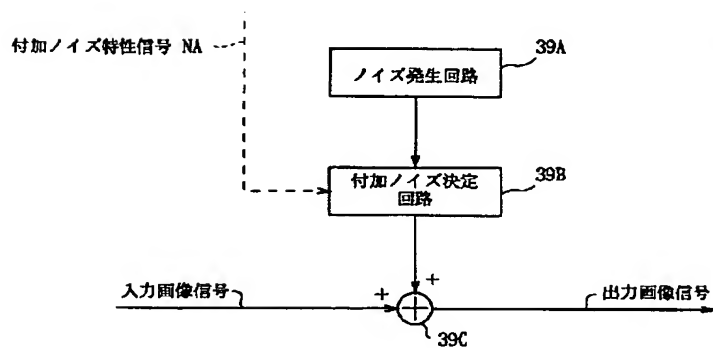 付加ノイズ特性信号 NA
39A
ノイズ発生回路
39B
付加ノイズ決定
回路
+
入力画像信号
+
出力画像信号
39C